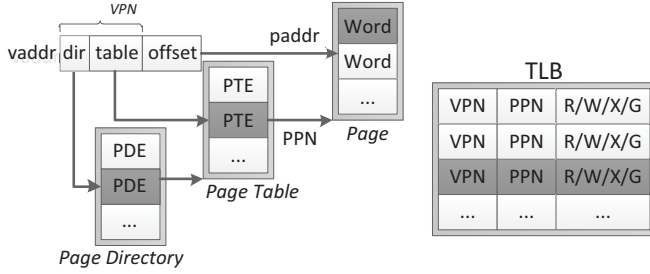 VPN
vaddr dir table offset
paddr
Word
Word
...
Page
PTE
PTE
...
PPN
Page Table
PDE
PDE
...
Page Directory
TLB
VPN PPN R/W/X/G
VPN PPN R/W/X/G
VPN PPN R/W/X/G
... ... ...